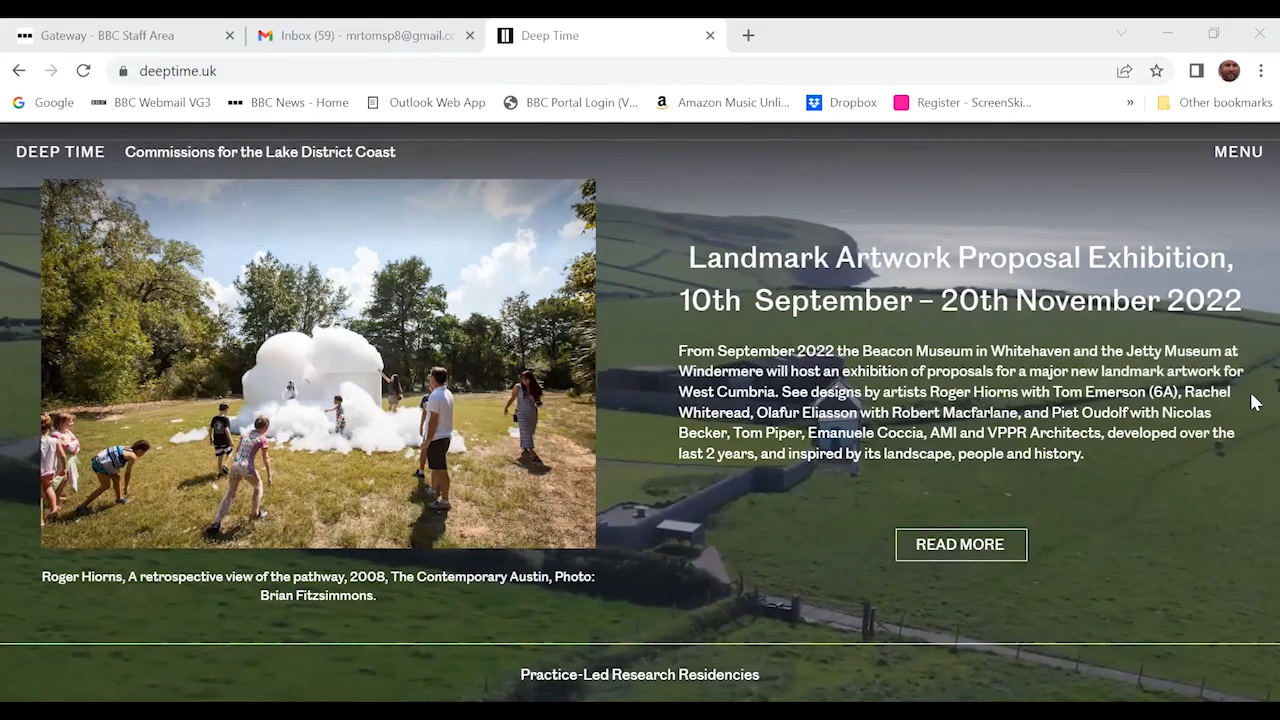 Gateway - BBC Staff Area
Inbox (59) - mrtomsp8@gmail.cc
Deep Time
deeptime.uk
Google
BBC Webmail VG3
BBC News - Home
Outlook Web App
BBC Portal Login (V...
Amazon Music Unli...
Dropbox
Register - ScreenSki...
»
Other bookmarks
DEEP TIME
Commissions for the Lake District Coast
MENU
Landmark Artwork Proposal Exhibition,
10th September – 20th November 2022
From September 2022 the Beacon Museum in Whitehaven and the Jetty Museum at
Windermere will host an exhibition of proposals for a major new landmark artwork for
West Cumbria. See designs by artists Roger Hiorns with Tom Emerson (6A), Rachel
Whiteread, Olafur Eliasson with Robert Macfarlane, and Piet Oudolf with Nicolas
Becker, Tom Piper, Emanuele Coccia, AMI and VPPR Architects, developed over the
last 2 years, and inspired by its landscape, people and history.
READ MORE
Roger Hiorns, A retrospective view of the pathway, 2008, The Contemporary Austin, Photo:
Brian Fitzsimmons.
Practice-Led Research Residencies